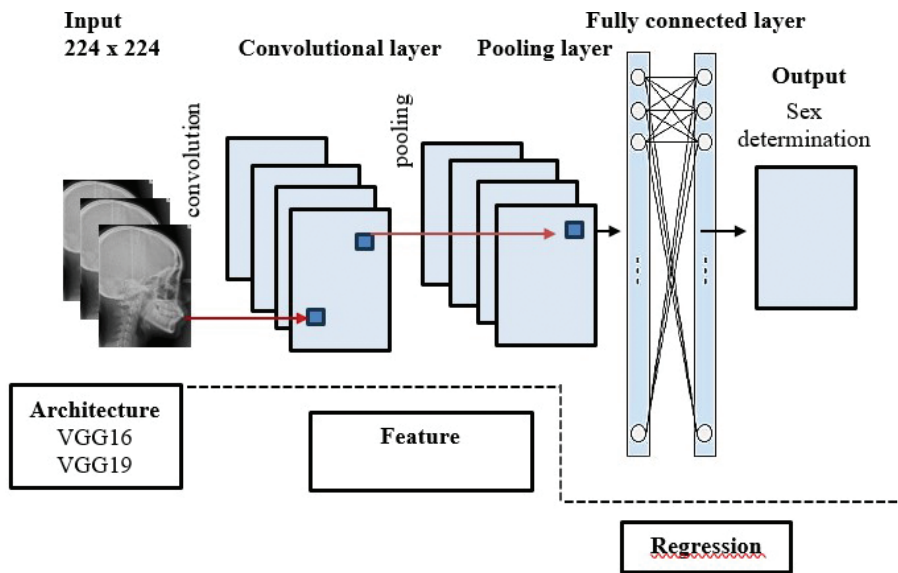 Input
224 x 224
Convolutional layer
Pooling layer
Fully connected layer
Output
Sex
determination
convolution
pooling
...
...
Architecture
VGG16
VGG19
Feature
Regression